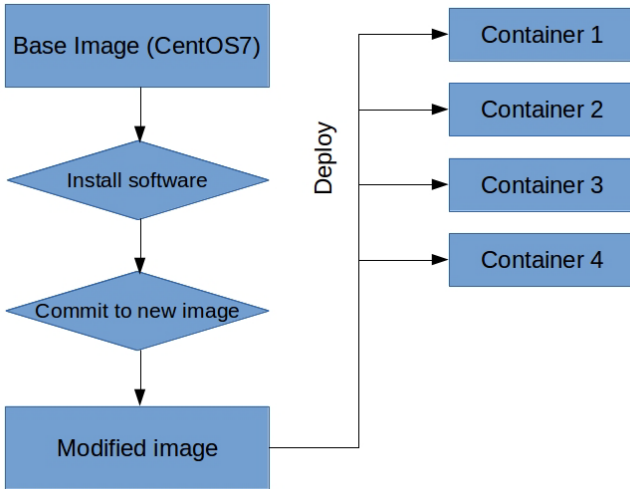 Base Image (CentOS7)
Install software
Commit to new image
Modified image
Deploy
Container 1
Container 2
Container 3
Container 4